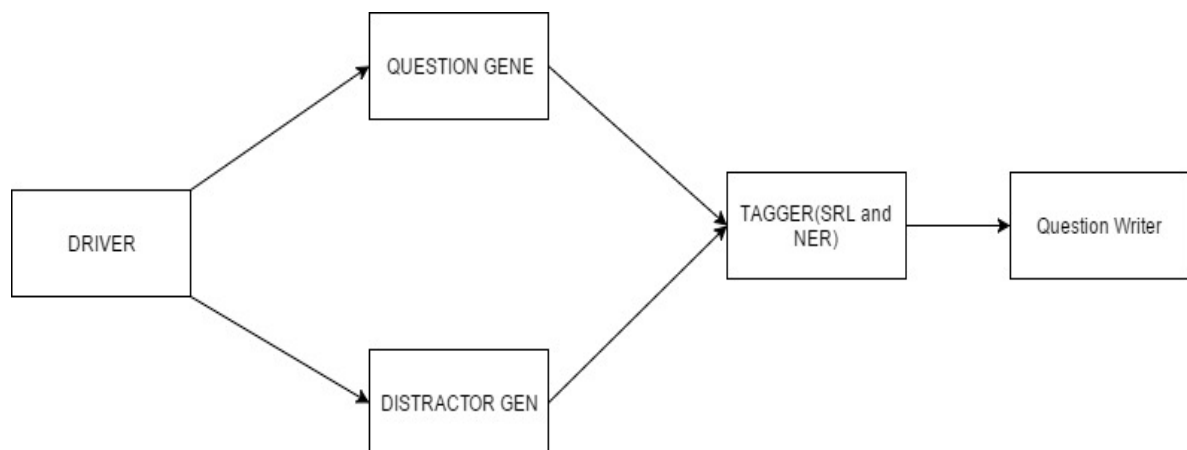 QUESTION GENE
DRIVER
TAGGER(SRL and
NER)
Question Writer
DISTRACTOR GEN